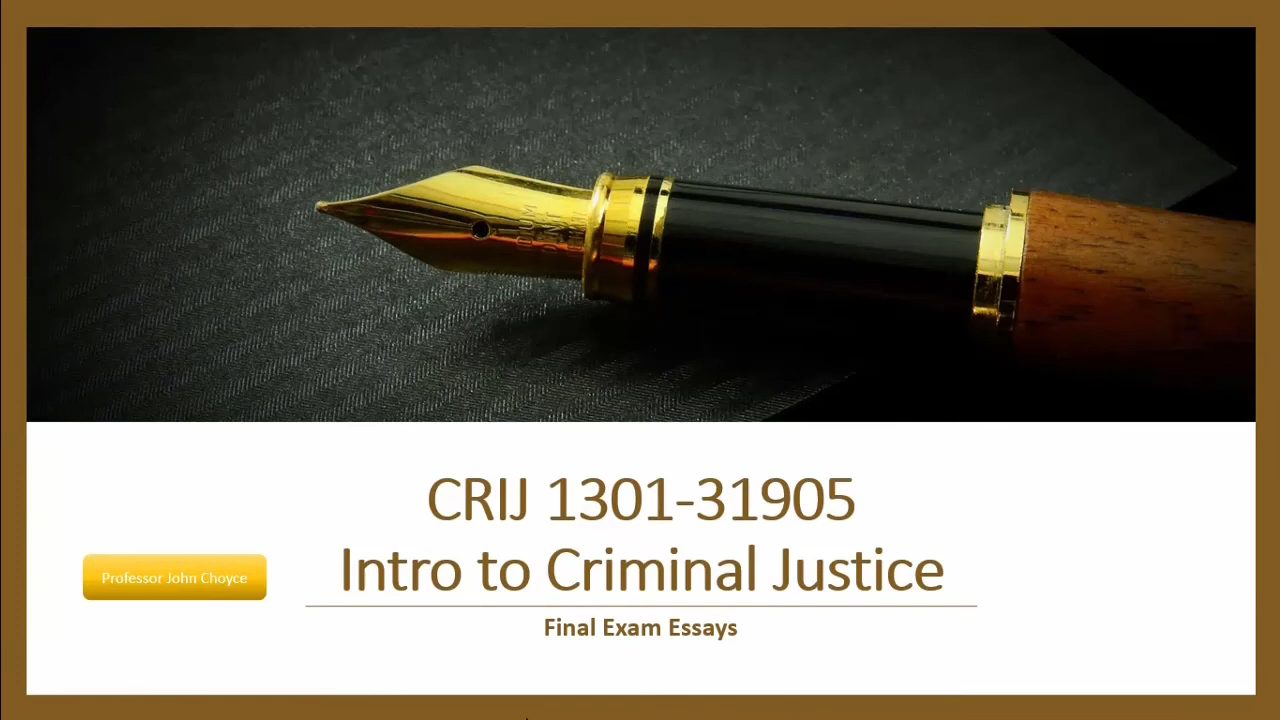 CRIJ 1301-31905
Intro to Criminal Justice
Professor John Choyce
Final Exam Essays